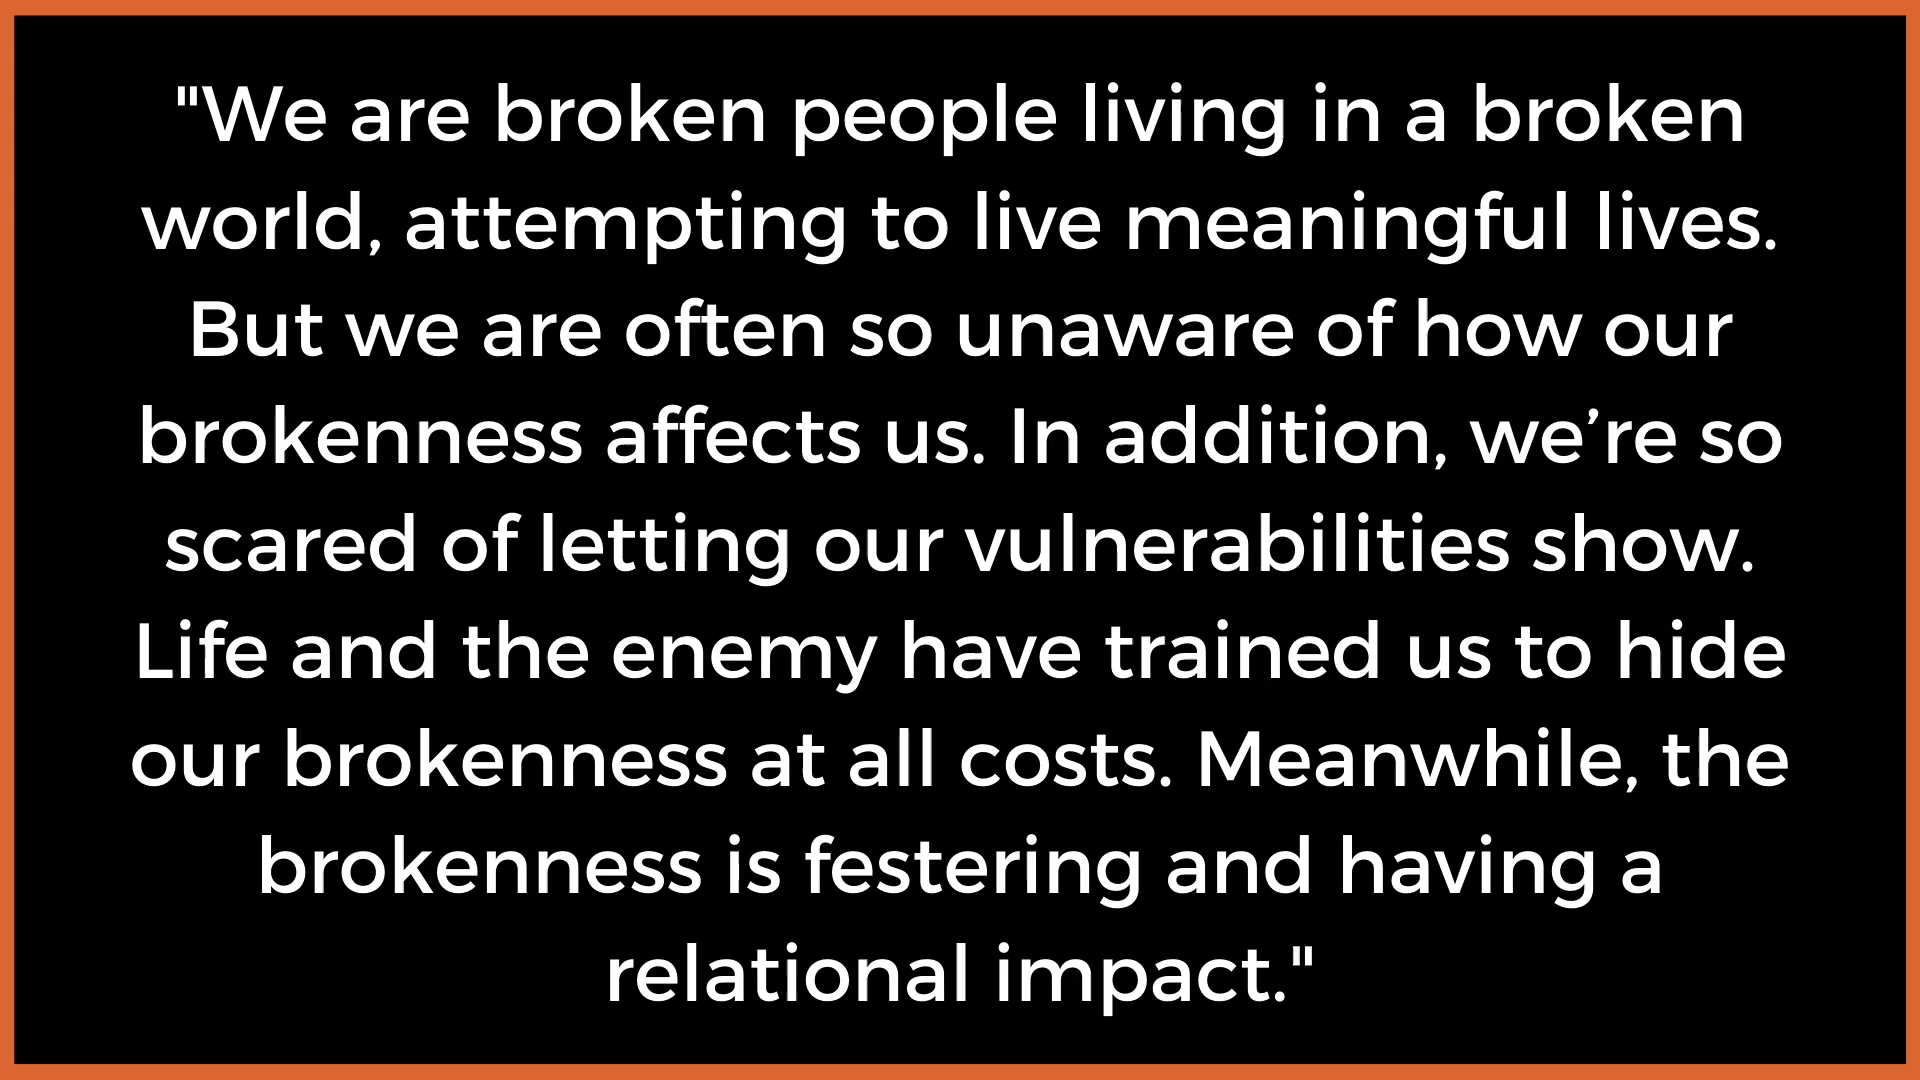 "We are broken people living in a broken
world, attempting to live meaningful lives.
But we are often so unaware of how our
brokenness affects us. In addition, we’re so
scared of letting our vulnerabilities show.
Life and the enemy have trained us to hide
our brokenness at all costs. Meanwhile, the
brokenness is festering and having a
relational impact."